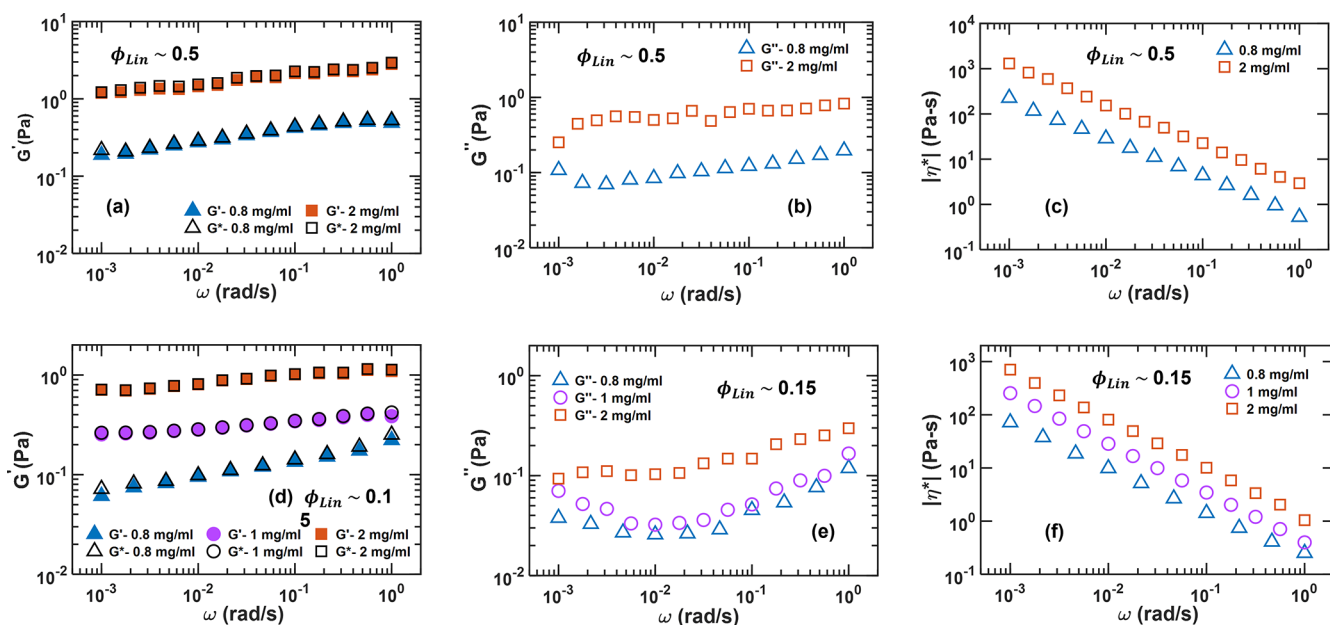 10^1
10^0
10^-1
10^-2
G'(Pa)
ϕ_Lin ~ 0.5
(a)
G'- 0.8 mg/ml
G'- 2 mg/ml
G*- 0.8 mg/ml
G*- 2 mg/ml
10^-3
10^-2
10^-1
10^0
ω (rad/s)
10^1
10^0
10^-1
10^-2
G'' (Pa)
ϕ_Lin ~ 0.5
G''- 0.8 mg/ml
G''- 2 mg/ml
(b)
10^-3
10^-2
10^-1
10^0
ω (rad/s)
10^3
10^2
10^1
10^0
10^-1
|η*| (Pa-s)
ϕ_Lin ~ 0.5
0.8 mg/ml
2 mg/ml
(c)
10^-3
10^-2
10^-1
10^0
ω (rad/s)
10^0
10^-1
10^-2
G'(Pa)
(d) ϕ_Lin ~ 0.1
5
G'- 0.8 mg/ml
G'- 1 mg/ml
G'- 2 mg/ml
G*- 0.8 mg/ml
G*- 1 mg/ml
G*- 2 mg/ml
10^-3
10^-2
10^-1
10^0
ω (rad/s)
10^0
10^-1
10^-2
G'' (Pa)
G''- 0.8 mg/ml
G''- 1 mg/ml
G''- 2 mg/ml
ϕ_Lin ~ 0.15
(e)
10^-3
10^-2
10^-1
10^0
ω (rad/s)
10^3
10^2
10^1
10^0
10^-1
|η*| (Pa-s)
ϕ_Lin ~ 0.15
0.8 mg/ml
1 mg/ml
2 mg/ml
(f)
10^-3
10^-2
10^-1
10^0
ω (rad/s)